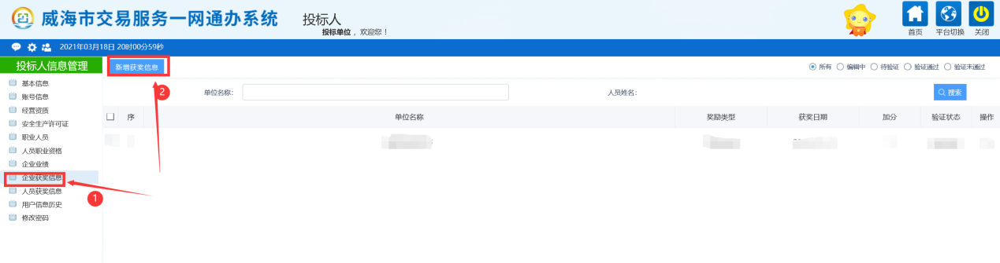 威海市交易服务一网通办系统
投标人
投标单位 ，欢迎您！
首页 平台切换 关闭
2021年03月18日 20时00分59秒
投标人信息管理
基本信息
账号信息
经营资质
安全生产许可证
职业人员
人员职业资格
企业业绩
企业获奖信息
人员获奖信息
用户信息历史
修改密码
1
新增获奖信息
2
所有 编辑中 待验证 验证通过 验证未通过
单位名称: 人员姓名: 搜索
序 单位名称 奖励类型 获奖日期 加分 验证状态 操作